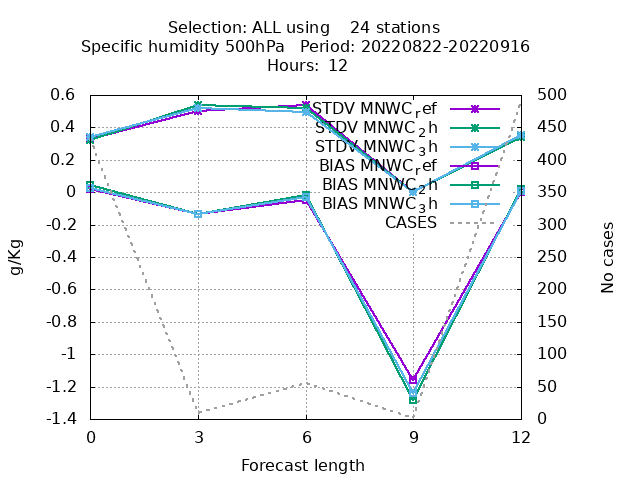 Selection: ALL using    24 stations
Specific humidity 500hPa   Period: 20220822-20220916
Hours:  12
0.6
0.4
0.2
0
-0.2
-0.4
-0.6
-0.8
-1
-1.2
-1.4
g/Kg
STDV MNWC_ref
STDV MNWC_2h
STDV MNWC_3h
BIAS MNWC_ref
BIAS MNWC_2h
BIAS MNWC_3h
CASES
500
450
400
350
300
250
200
150
100
50
0
No cases
0 3 6 9 12
Forecast length